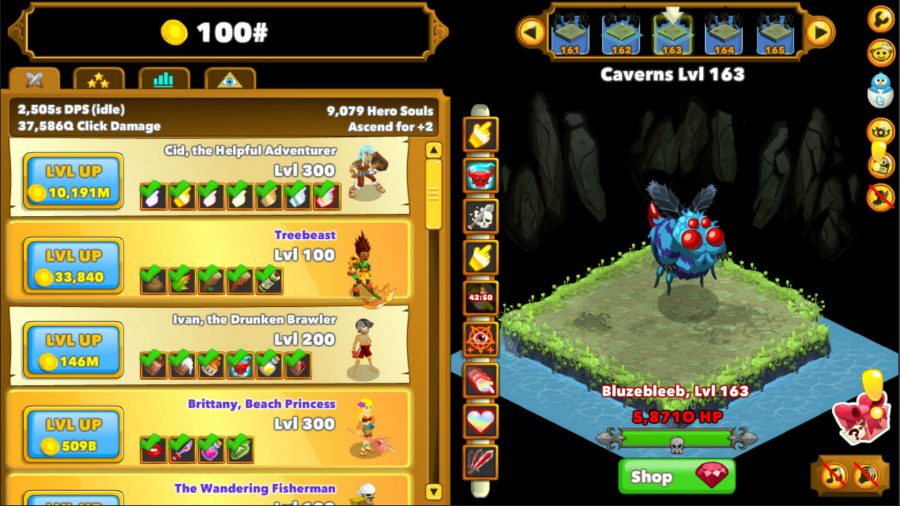 100#
161 162 163 164 165
Caverns Lvl 163
2,505s DPS (idle)
37,586Q Click Damage
9,079 Hero Souls
Ascend for +2
Cid, the Helpful Adventurer
LVL UP
Lvl 300
10,191M
Treebeast
LVL UP
Lvl 100
33,840
Ivan, the Drunken Brawler
LVL UP
Lvl 200
146M
Brittany, Beach Princess
LVL UP
Lvl 300
509B
The Wandering Fisherman
LVL UP
42:50
Bluzebleeb, Lvl 163
5,871O HP
Shop
?